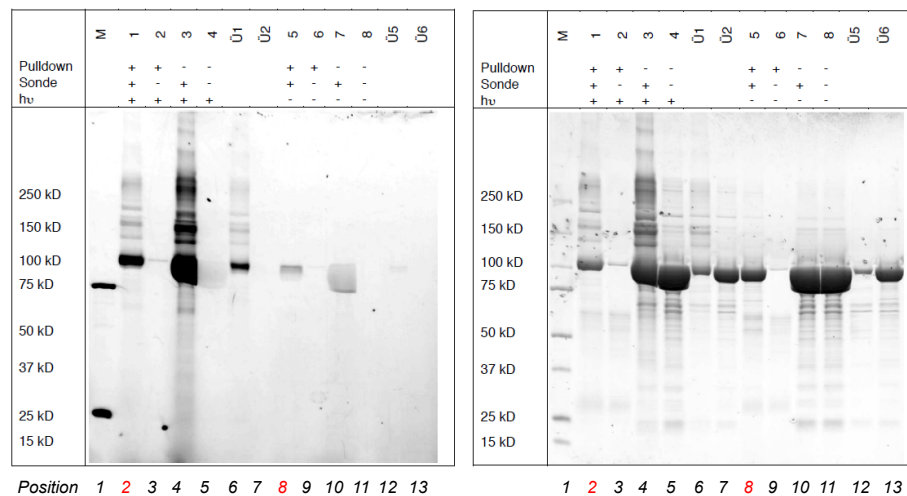 M 1 2 3 4 Ü1 Ü2 5 6 7 8 Ü5 Ü6
Pulldown + + - - + + - -
Sonde + - + - + - + -
hυ + + + + - - - -
250 kD
150 kD
100 kD
75 kD
50 kD
37 kD
25 kD
15 kD
Position 1 2 3 4 5 6 7 8 9 10 11 12 13
M 1 2 3 4 Ü1 Ü2 5 6 7 8 Ü5 Ü6
Pulldown + + - - + + - -
Sonde + - + - + - + -
hυ + + + + - - - -
250 kD
150 kD
100 kD
75 kD
50 kD
37 kD
25 kD
15 kD
1 2 3 4 5 6 7 8 9 10 11 12 13